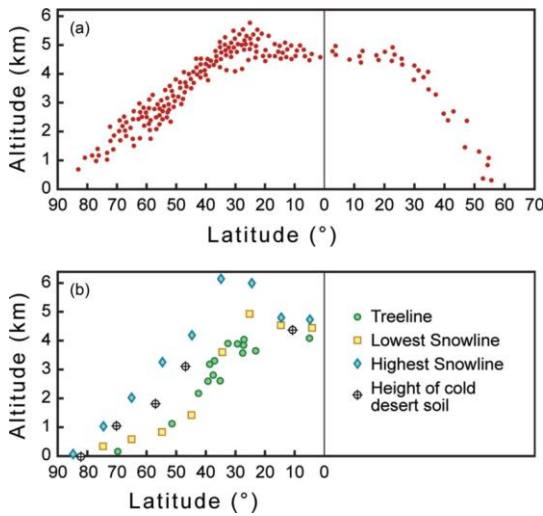 (a)
Altitude (km)
6
5
4
3
2
1
0
90 80 70 60 50 40 30 20 10 0 10 20 30 40 50 60 70
Latitude (°)
(b)
Altitude (km)
6
5
4
3
2
1
0
90 80 70 60 50 40 30 20 10 0
Latitude (°)
Treeline
Lowest Snowline
Highest Snowline
Height of cold
desert soil